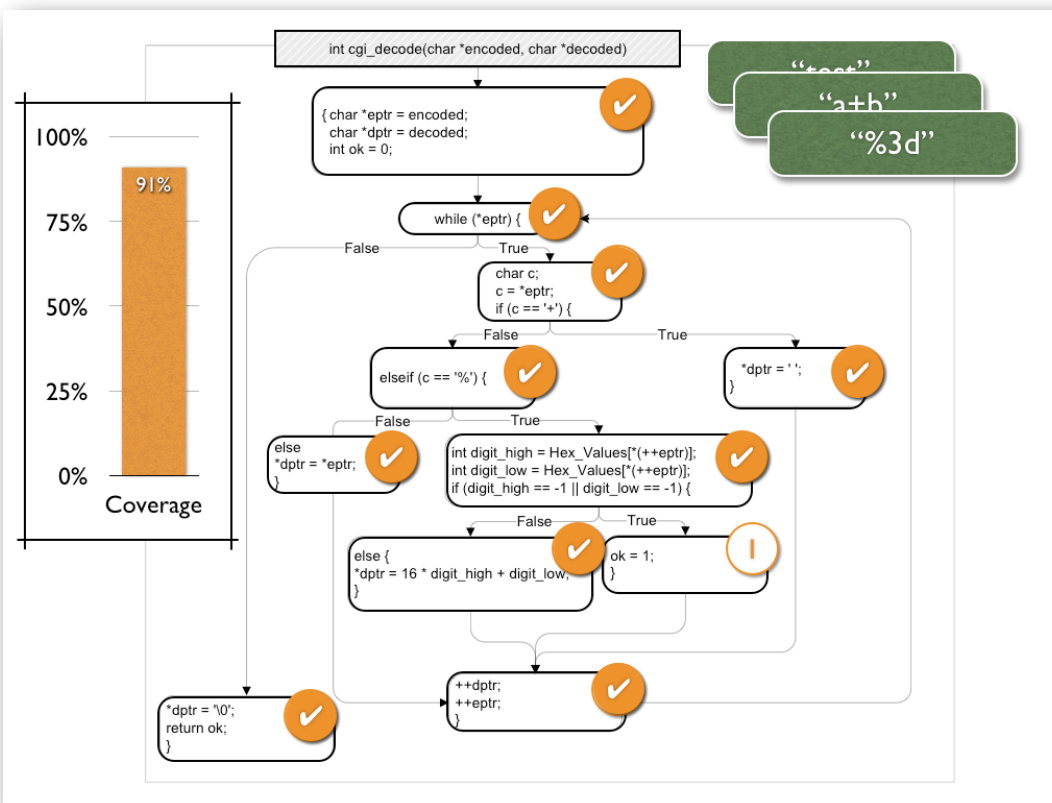 int cgi_decode(char *encoded, char *decoded)
"test"
"a+b"
"%3d"
{ char *eptr = encoded;
char *dptr = decoded;
int ok = 0;
100%
75%
50%
25%
0%
91%
Coverage
while (*eptr) {
False
True
char c;
c = *eptr;
if (c == '+') {
False
True
elseif (c == '%') {
*dptr = ' ';
}
False
True
else
*dptr = *eptr;
}
int digit_high = Hex_Values[*(++eptr)];
int digit_low = Hex_Values[*(++eptr)];
if (digit_high == -1 || digit_low == -1) {
False
True
else {
*dptr = 16 * digit_high + digit_low;
}
ok = 1;
}
1
++dptr;
++eptr;
}
*dptr = '\0';
return ok;
}